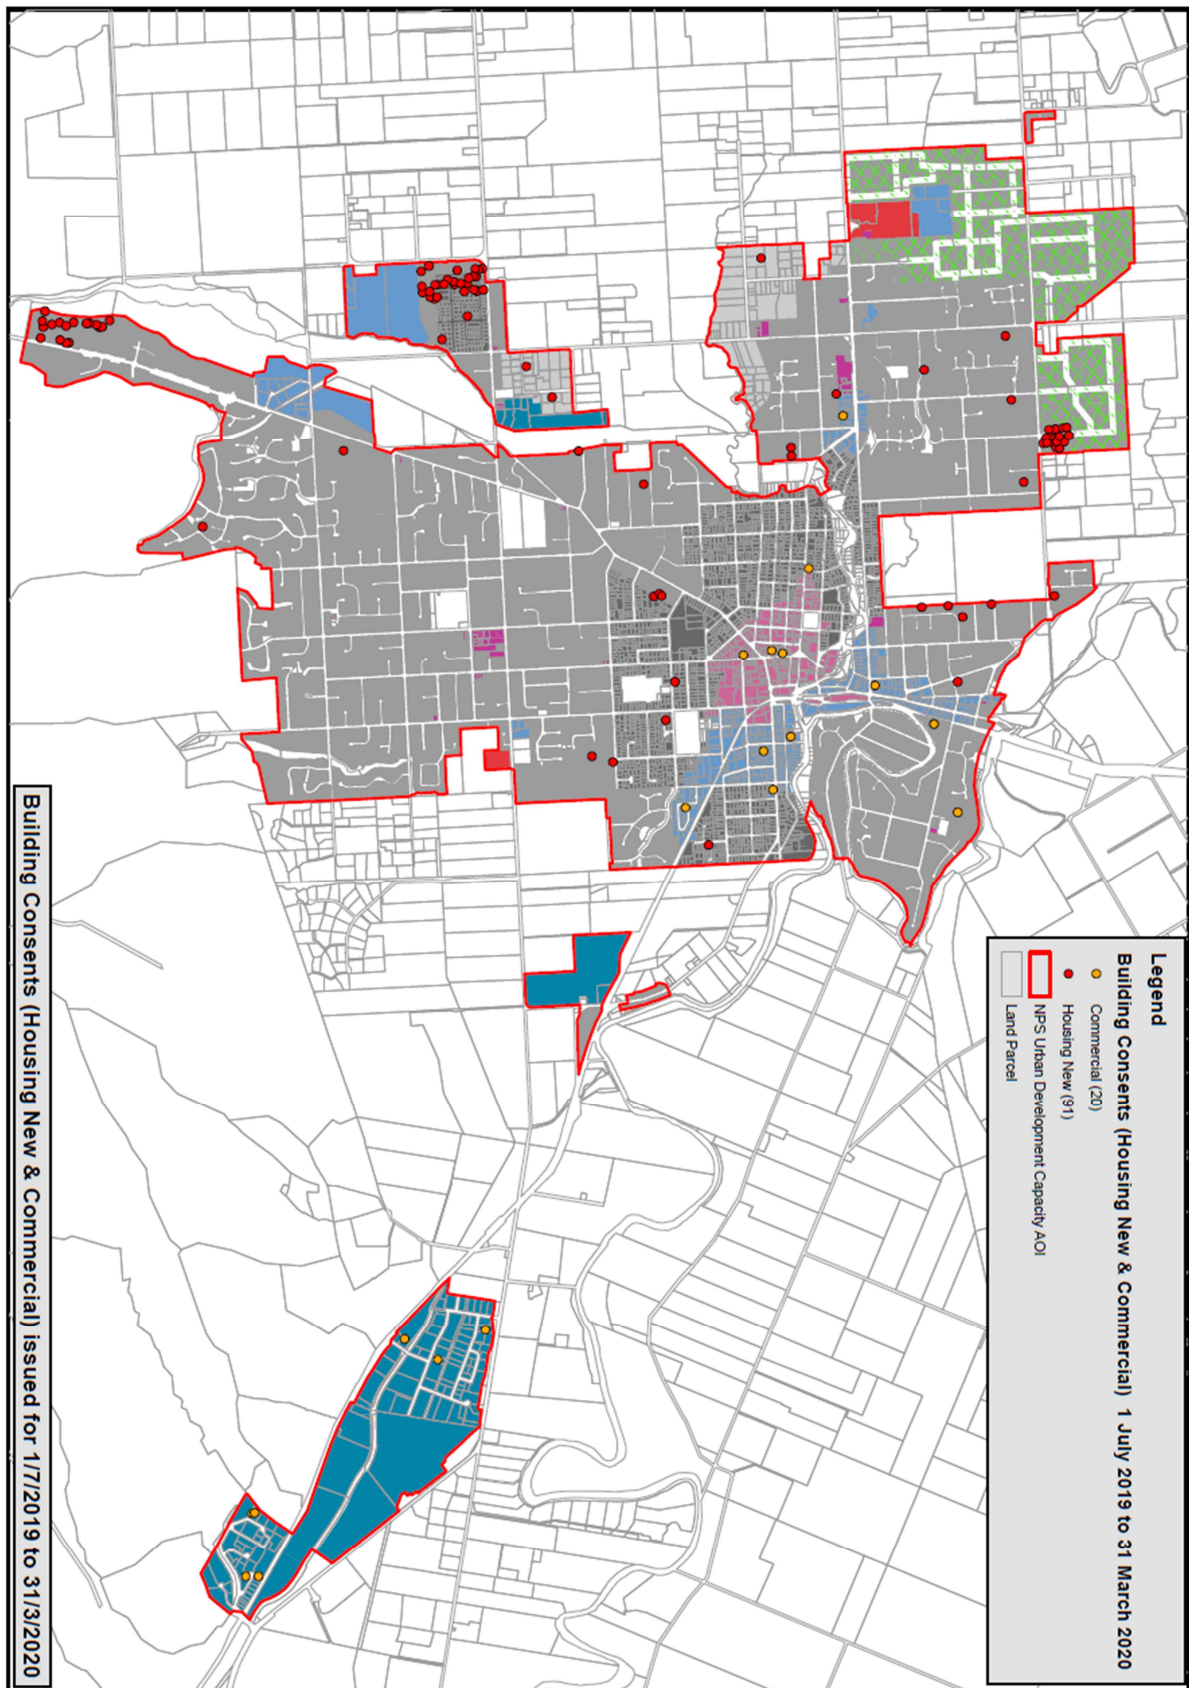 Legend
Building Consents (Housing New & Commercial) 1 July 2019 to 31 March 2020
Commercial (20)
Housing New (91)
NPS Urban Development Capacity AOI
Land Parcel
Building Consents (Housing New & Commercial) issued for 1/7/2019 to 31/3/2020